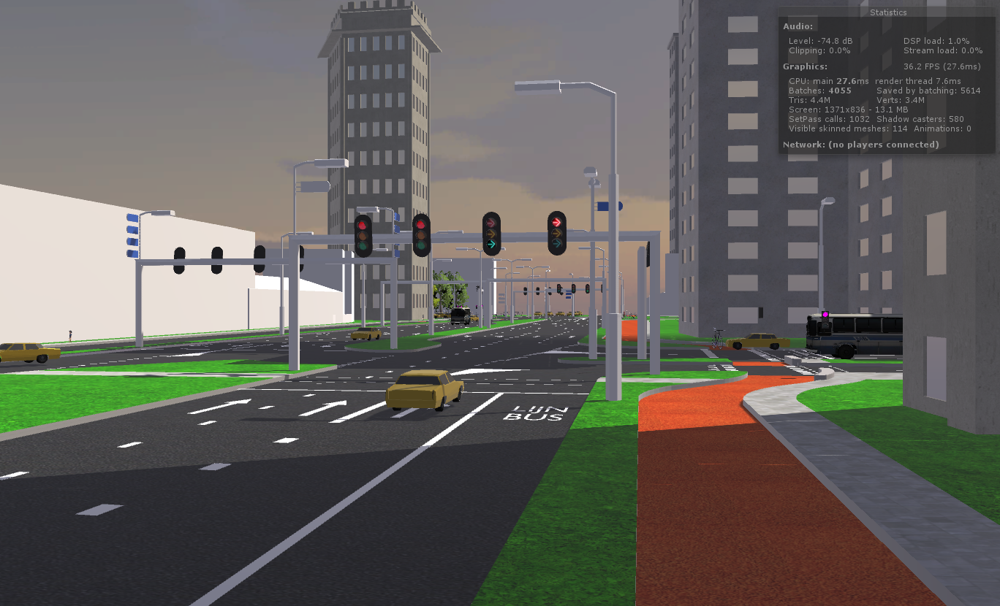 Statistics
Audio:
Level: -74.8 dB DSP load: 1.0%
Clipping: 0.0% Stream load: 0.0%
Graphics: 36.2 FPS (27.6ms)
CPU: main 27.6ms render thread 7.6ms
Batches: 4055 Saved by batching: 5614
Tris: 4.4M Verts: 3.4M
Screen: 1371x836 - 13.1 MB
SetPass calls: 1032 Shadow casters: 580
Visible skinned meshes: 114 Animations: 0
Network: (no players connected)
BUS